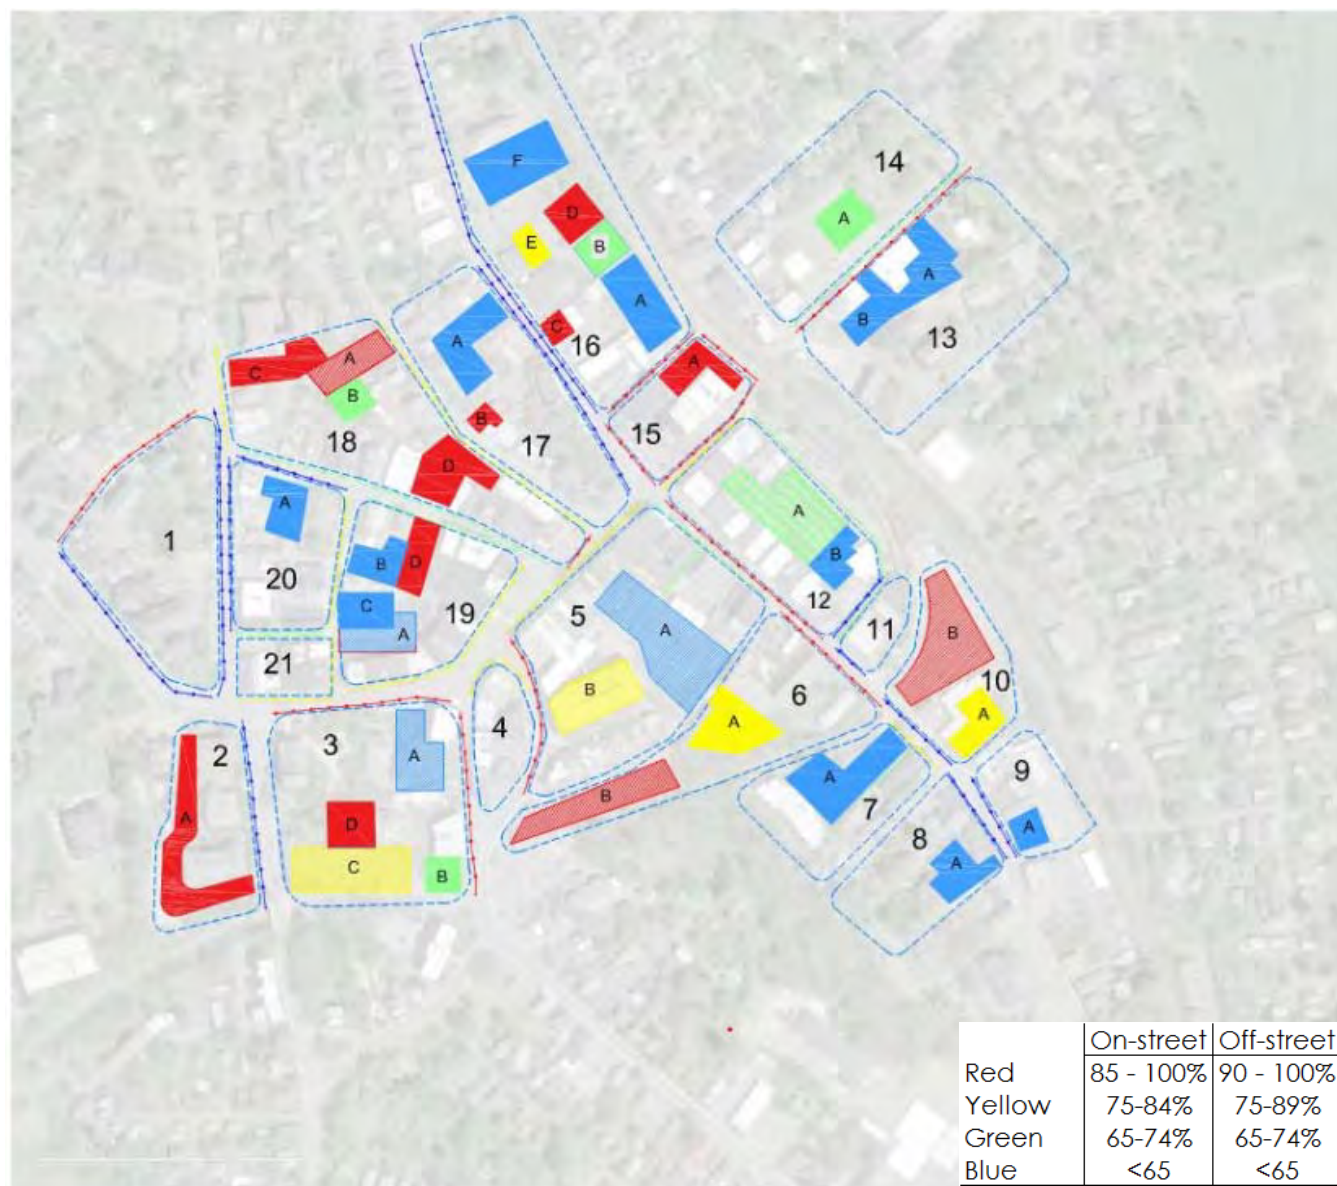 F
14
D
A
E
B
A
A
B
A
C
13
16
A
A
C
A
B
B
15
18
17
D
A
A
1
B
B
D
20
C
12
5
19
11
A
A
B
21
B
6
10
4
A
A
2
3
A
9
A
7
A
B
8
D
A
A
C
B
On-street Off-street
Red 85 - 100% 90 - 100%
Yellow 75-84% 75-89%
Green 65-74% 65-74%
Blue <65 <65